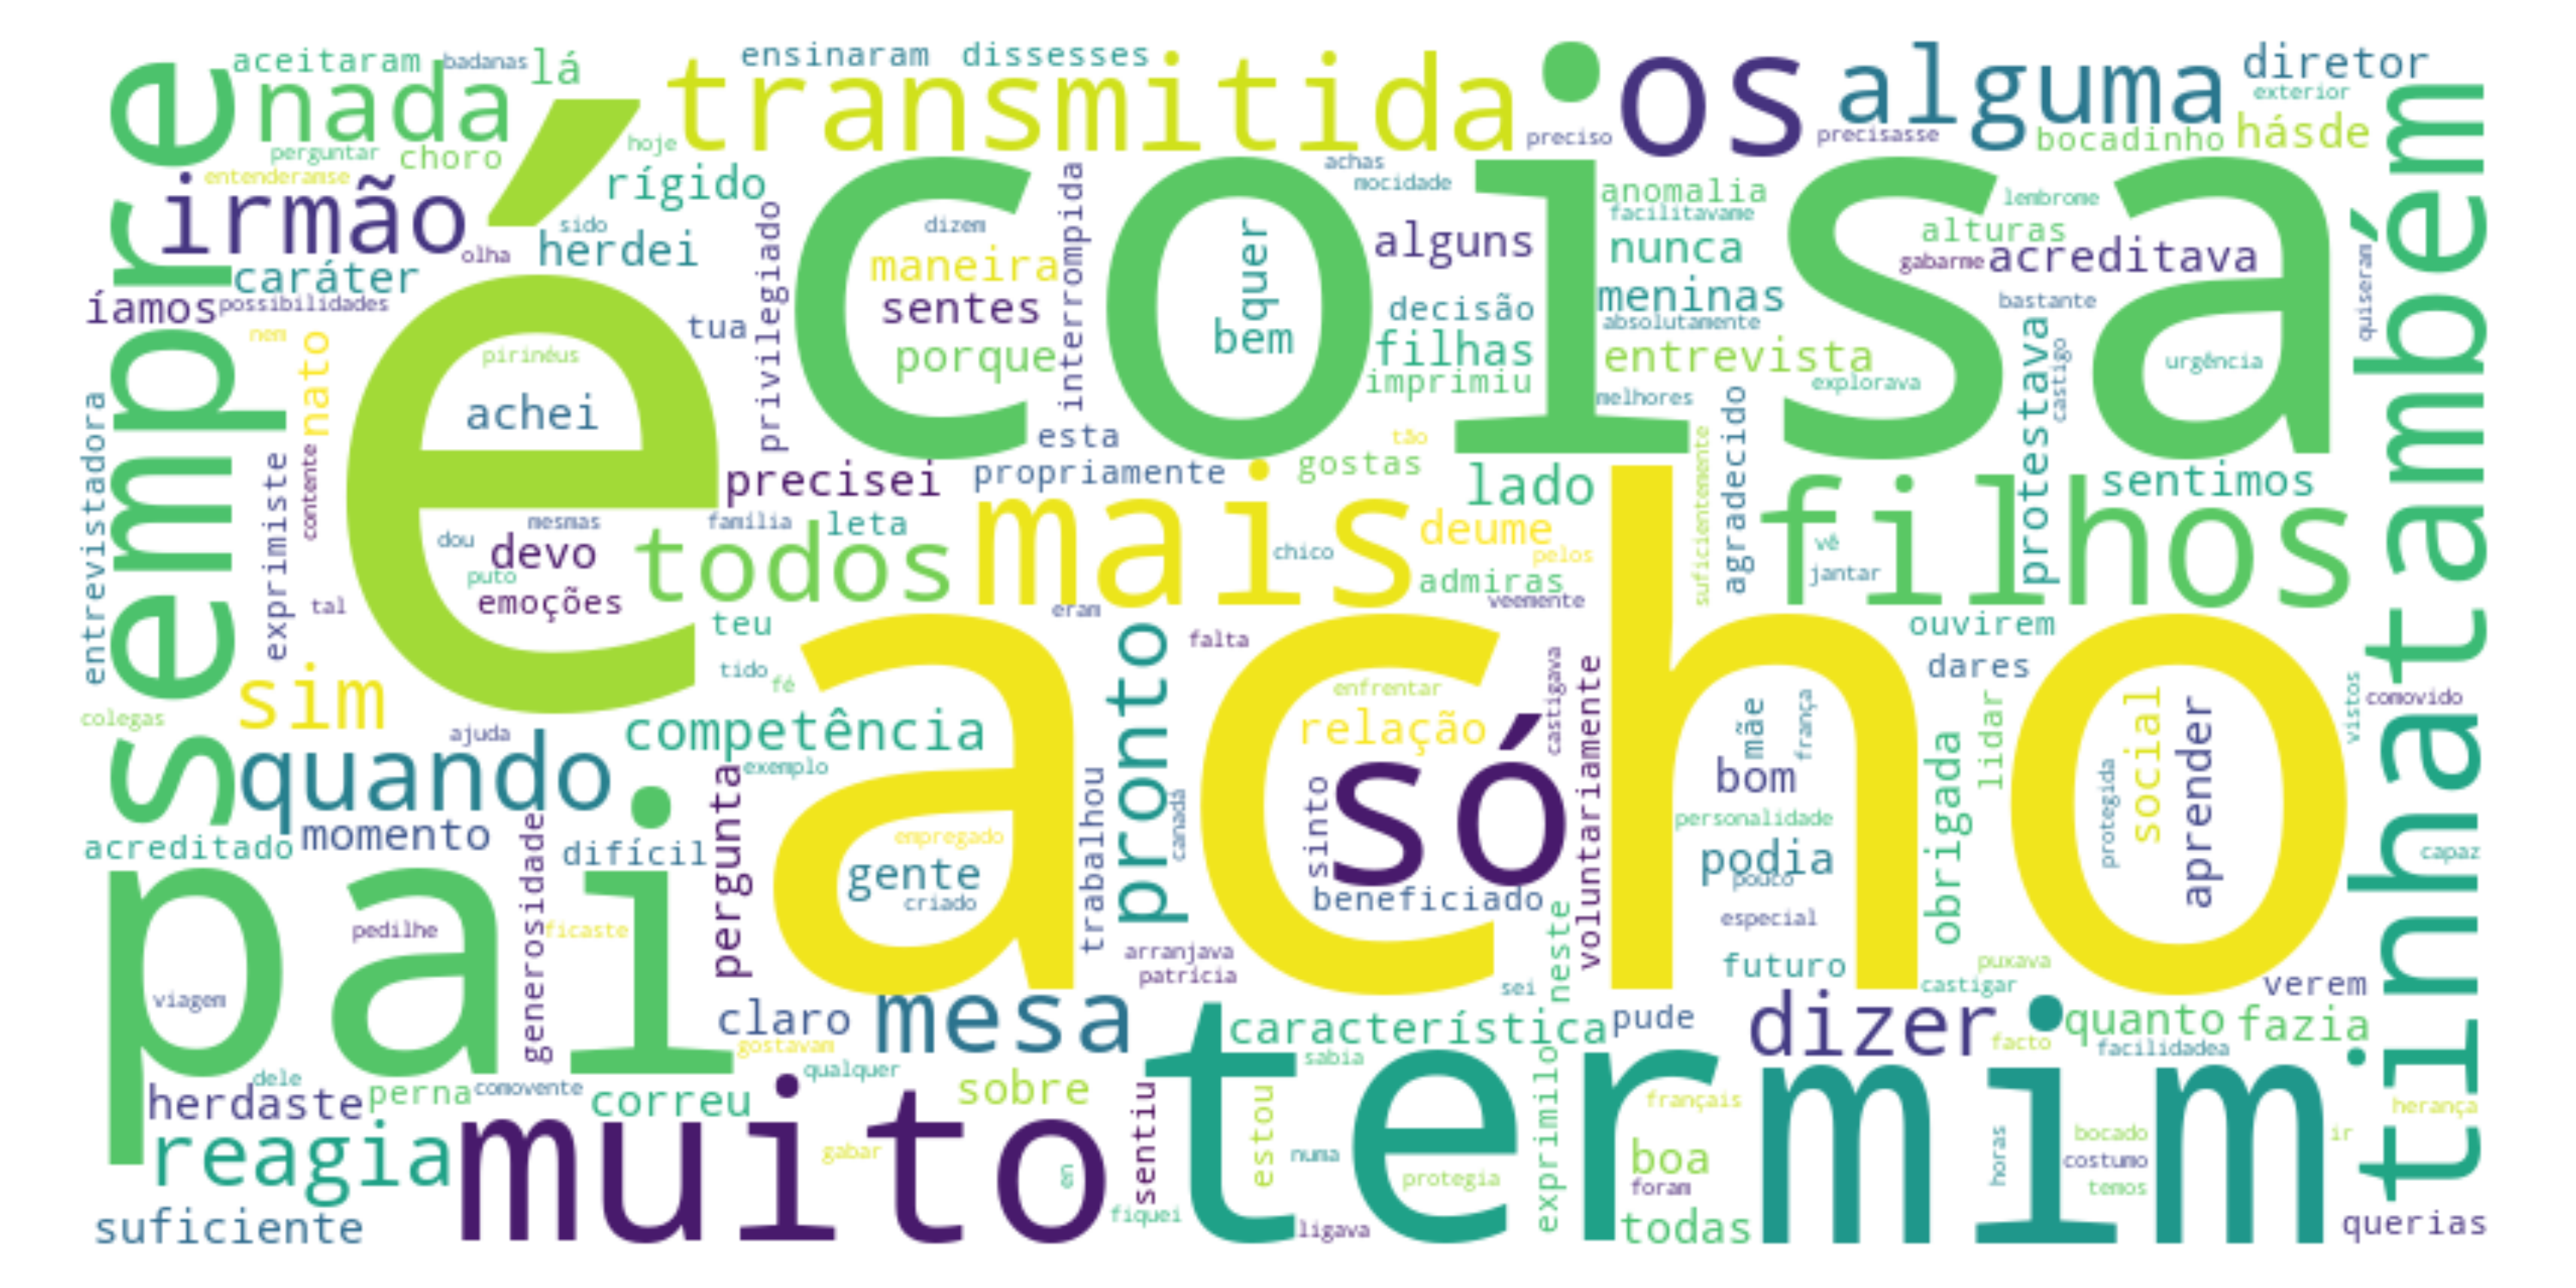 sempre
aceitaram
badanas
lá
nada
perguntar
choro
entenderamse
irmão
olha
caráter
íamos
possibilidades
é
transmitida
ensinaram
dissesses
hoje
rígido
sido
herdei
os
preciso
alguma
precisasse
diretor
exterior
bocadinho
hásde
também
coisa
achas
mocidade
anomalia
facilitavame
lembrome
alturas
gabarme
acreditava
nunca
alguns
meninas
decisão
absolutamente
filhas
entrevista
imprimiu
melhores
explorava
bastante
urgência
castigo
protestava
quiseram
dizem
maneira
sentes
porque
interrompida
privilegiado
tua
quer
bem
nem
nato
pirinéus
achei
entrevistadora
exprimiste
contente
tal
mesmas
dou
devo
puto
emoções
precisei
esta
propriamente
gostas
tão
família
leta
todos
mais
chico
lado
deume
pelos
admiras
veemente
suficientemente
agradecido
filhos
vê
jantar
sentimos
ouvirem
dares
teu
tido
fé
eram
falta
sim
colegas
ajuda
quando
competência
exemplo
acho
pronto
enfrentar
relação
só
castigava
voluntariamente
sinto
beneficiado
mãe
frança
bom
personalidade
podia
pouco
especial
futuro
obrigada
lidar
castigar
puxava
protegida
social
aprender
vistos
comovido
capaz
tinha
verem
acreditado
momento
generosidade
difícil
pergunta
empregado
gente
criado
trabalhou
canadá
arranjava
patrícia
pai
pedilhe
ficaste
viagem
claro
gostavam
mesa
sei
neste
característica
pude
dizer
facto
quanto
fazia
facilidadea
dele
herdaste
perna
comovente
correu
qualquer
sobre
sabia
reagia
muito
gabar
sentiu
fiquei
ter
estou
numa
protegia
ligava
exprimilo
français
boa
foram
todas
mim
horas
bocado
costumo
temos
ir
herança
querias
suficiente